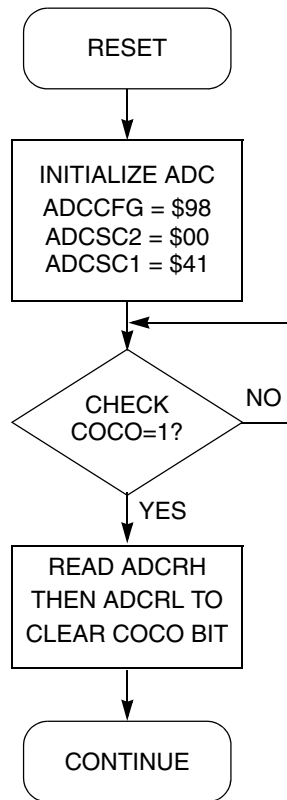 RESET
INITIALIZE ADC
ADCCFG = $98
ADCSC2 = $00
ADCSC1 = $41
CHECK
COCO=1?
NO
YES
READ ADCRH
THEN ADCRL TO
CLEAR COCO BIT
CONTINUE